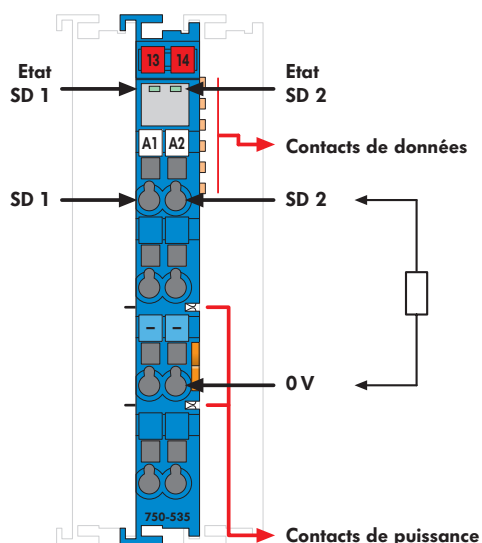 13 14
Etat
SD 1
Etat
SD 2
A1 A2
Contacts de données
SD 1
SD 2
– –
0 V
750-535
Contacts de puissance